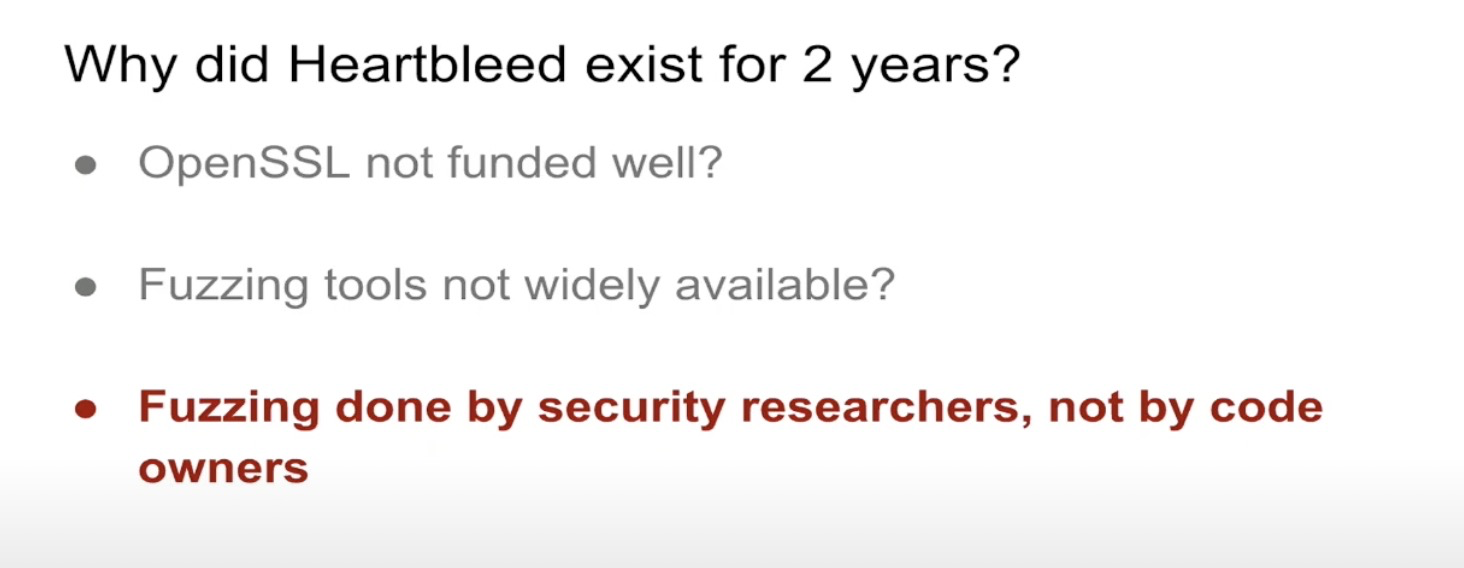 Why did Heartbleed exist for 2 years?
● OpenSSL not funded well?
● Fuzzing tools not widely available?
● Fuzzing done by security researchers, not by code
owners